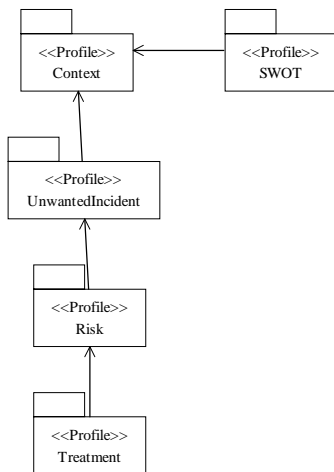 <<Profile>>
Context
<<Profile>>
SWOT
<<Profile>>
UnwantedIncident
<<Profile>>
Risk
<<Profile>>
Treatment